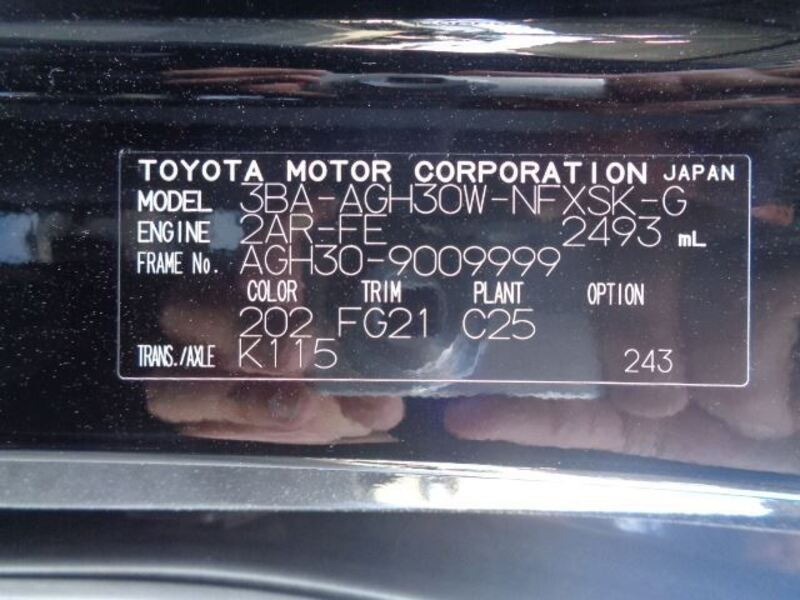 TOYOTA MOTOR CORPORATION JAPAN
MODEL 3BA-AGH30W-NFXSK-G
ENGINE 2AR-FE 2493 mL
FRAME No. AGH30-9009999
COLOR TRIM PLANT OPTION
202 FG21 C25
TRANS./AXLE K115 243